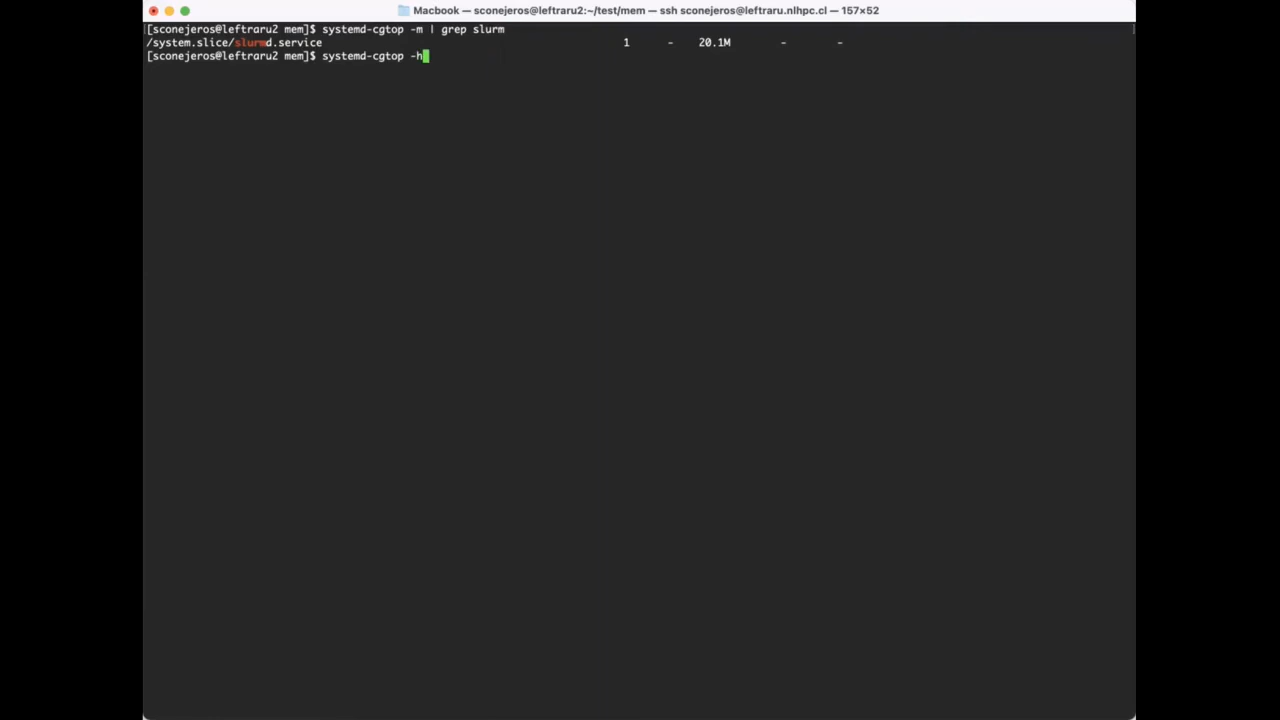 Macbook — sconejeros@leftraru2:~/test/mem — ssh sconejeros@leftraru.nlhpc.cl — 157×52
[sconejeros@leftraru2 mem]$ systemd-cgtop -m | grep slurm
/system.slice/slurmd.service 1 - 20.1M - -
[sconejeros@leftraru2 mem]$ systemd-cgtop -h